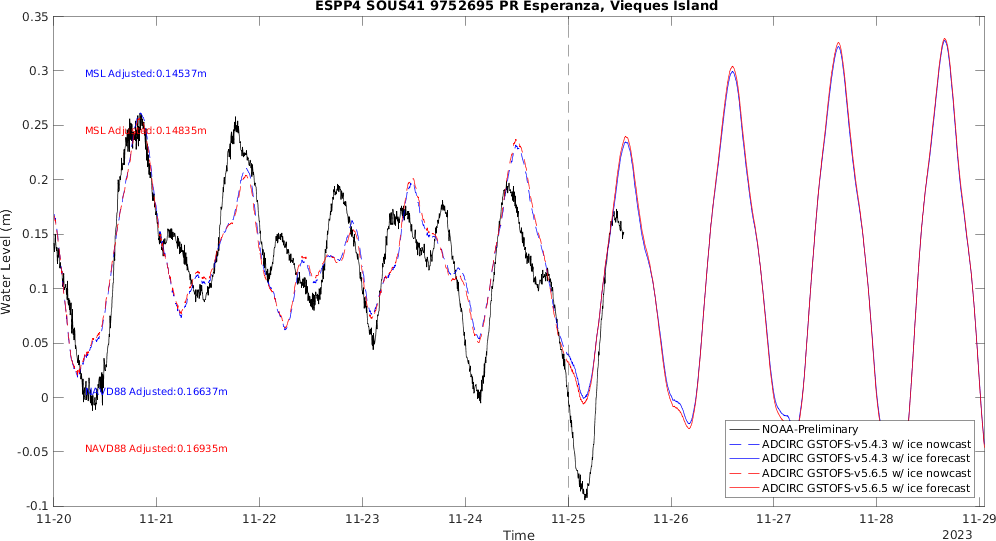 ESPP4 SOUS41 9752695 PR Esperanza, Vieques Island
0.35
0.3
0.25
0.2
0.15
0.1
0.05
0
-0.05
-0.1
Water Level (m)
MSL Adjusted:0.14537m
MSL Adjusted:0.14835m
NAVD88 Adjusted:0.16637m
NAVD88 Adjusted:0.16935m
NOAA-Preliminary
ADCIRC GSTOFS-v5.4.3 w/ ice nowcast
ADCIRC GSTOFS-v5.4.3 w/ ice forecast
ADCIRC GSTOFS-v5.6.5 w/ ice nowcast
ADCIRC GSTOFS-v5.6.5 w/ ice forecast
11-20 11-21 11-22 11-23 11-24 11-25 11-26 11-27 11-28 11-29
Time
2023